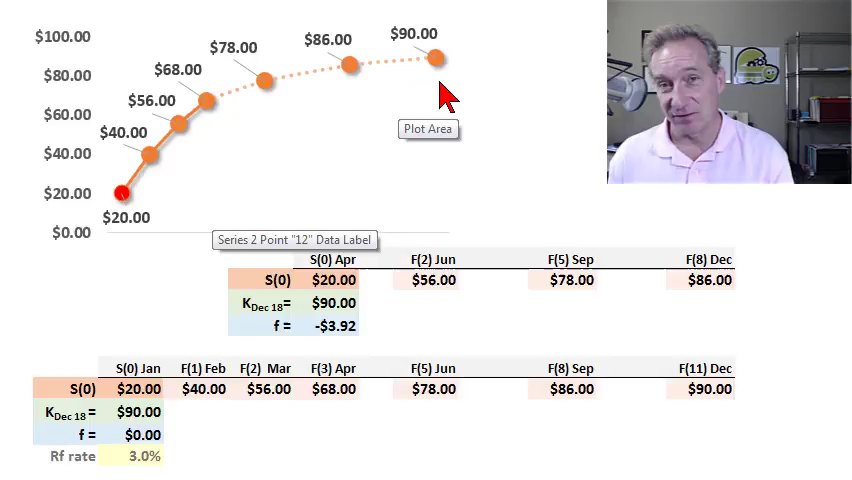 $100.00
$80.00
$60.00
$40.00
$20.00
$0.00
$20.00
$40.00
$56.00
$68.00
$78.00
$86.00
$90.00
Plot Area
Series 2 Point "12" Data Label
S(0) Apr F(2) Jun F(5) Sep F(8) Dec
S(0) $20.00 $56.00 $78.00 $86.00
KDec 18= $90.00
f = -$3.92
S(0) Jan F(1) Feb F(2) Mar F(3) Apr F(5) Jun F(8) Sep F(11) Dec
S(0) $20.00 $40.00 $56.00 $68.00 $78.00 $86.00 $90.00
KDec 18 = $90.00
f = $0.00
Rf rate 3.0%